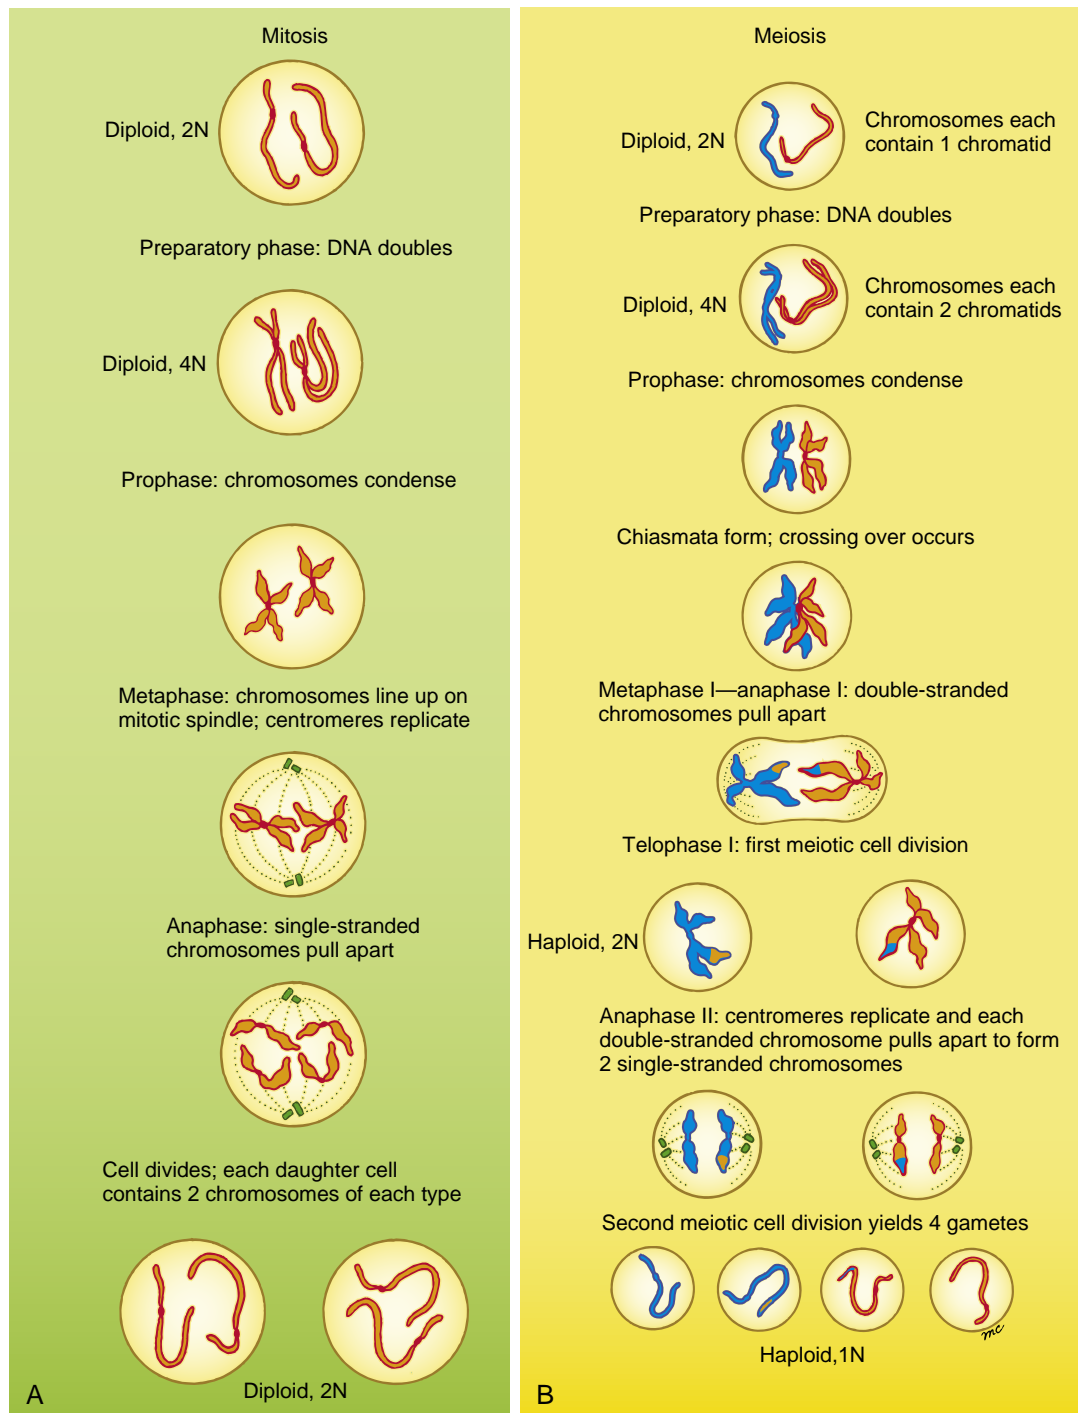 Mitosis
Diploid, 2N
Preparatory phase: DNA doubles
Diploid, 4N
Prophase: chromosomes condense
Metaphase: chromosomes line up on
mitotic spindle; centromeres replicate
Anaphase: single-stranded
chromosomes pull apart
Cell divides; each daughter cell
contains 2 chromosomes of each type
Diploid, 2N
A
Meiosis
Diploid, 2N
Chromosomes each
contain 1 chromatid
Preparatory phase: DNA doubles
Diploid, 4N
Chromosomes each
contain 2 chromatids
Prophase: chromosomes condense
Chiasmata form; crossing over occurs
Metaphase I—anaphase I: double-stranded
chromosomes pull apart
Telophase I: first meiotic cell division
Haploid, 2N
Anaphase II: centromeres replicate and each
double-stranded chromosome pulls apart to form
2 single-stranded chromosomes
Second meiotic cell division yields 4 gametes
mc
Haploid,1N
B